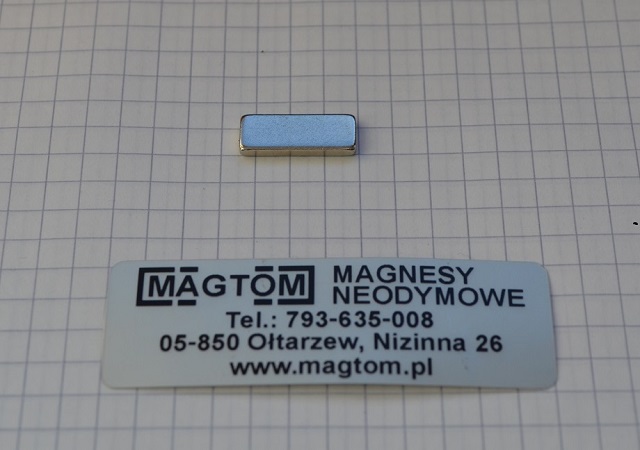 MAGTOM MAGNESY
NEODYMOWE
Tel.: 793-635-008
05-850 Ołtarzew, Nizinna 26
www.magtom.pl